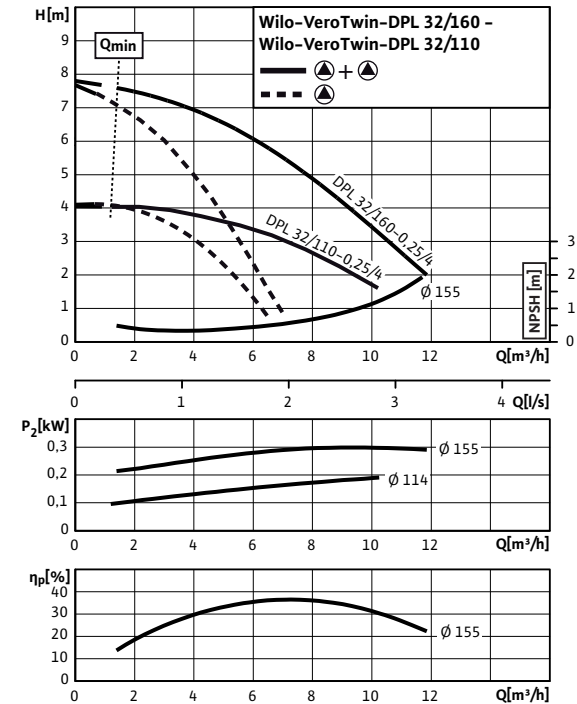 H[m]
Wilo-VeroTwin-DPL 32/160 –
Wilo-VeroTwin-DPL 32/110
+
Qmin
9
8
7
6
5
4
3
2
1
0
DPL 32/160-0,25/4
DPL 32/110-0,25/4
Ø 155
NPSH [m]
3
2
1
0
0 2 4 6 8 10 12 Q[m³/h]
0 1 2 3 4 Q[l/s]
P₂[kW]
0,3
0,2
0,1
0
Ø 155
Ø 114
0 2 4 6 8 10 12 Q[m³/h]
ηp[%]
40
30
20
10
0
Ø 155
0 2 4 6 8 10 12 Q[m³/h]